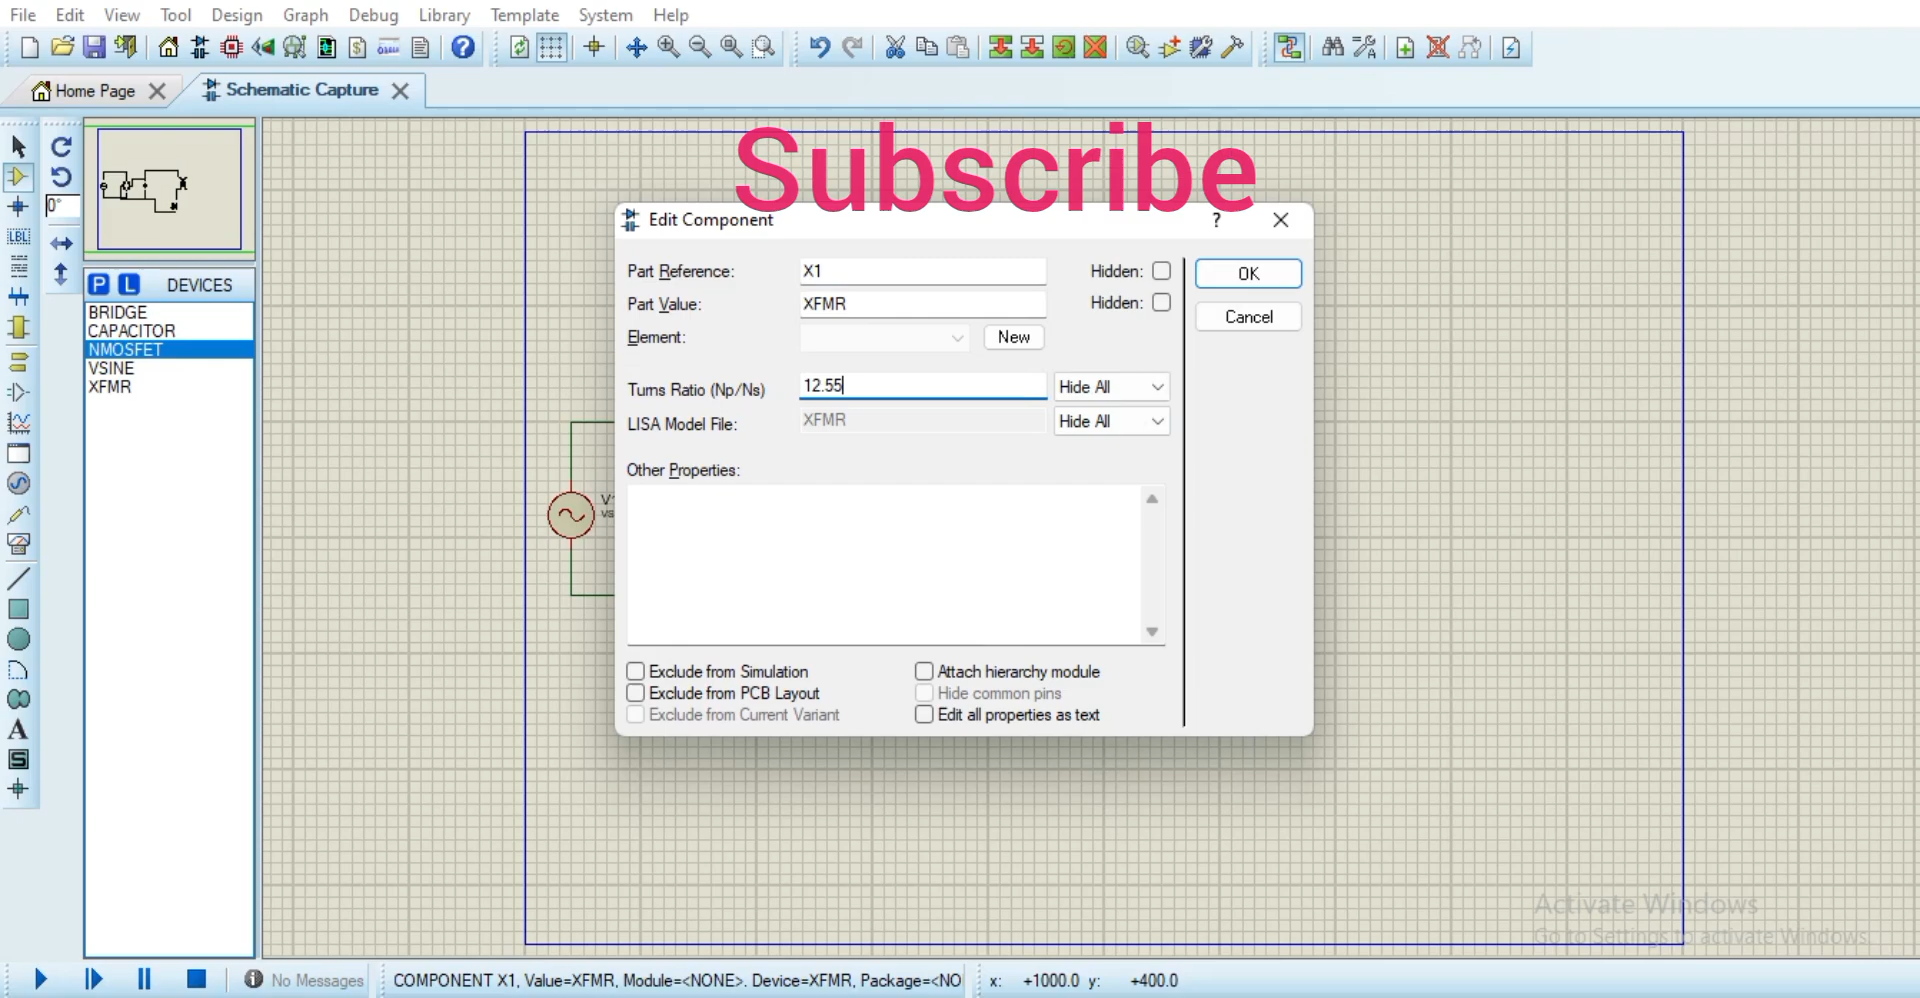 File Edit View Tool Design Graph Debug Library Template System Help
Home Page
Schematic Capture
Subscribe
0°
LBL
P L DEVICES
BRIDGE
CAPACITOR
NMOSFET
VSINE
XFMR
Edit Component ?
Part Reference: X1 Hidden:
Part Value: XFMR Hidden:
Element: New
Turns Ratio (Np/Ns) 12.55 Hide All
LISA Model File: XFMR Hide All
Other Properties:
OK
Cancel
Exclude from Simulation
Exclude from PCB Layout
Exclude from Current Variant
Attach hierarchy module
Hide common pins
Edit all properties as text
A
S
Activate Windows
Go to Settings to activate Windows.
No Messages
COMPONENT X1, Value=XFMR, Module=<NONE>. Device=XFMR, Package=<NO
x: +1000.0 y: +400.0